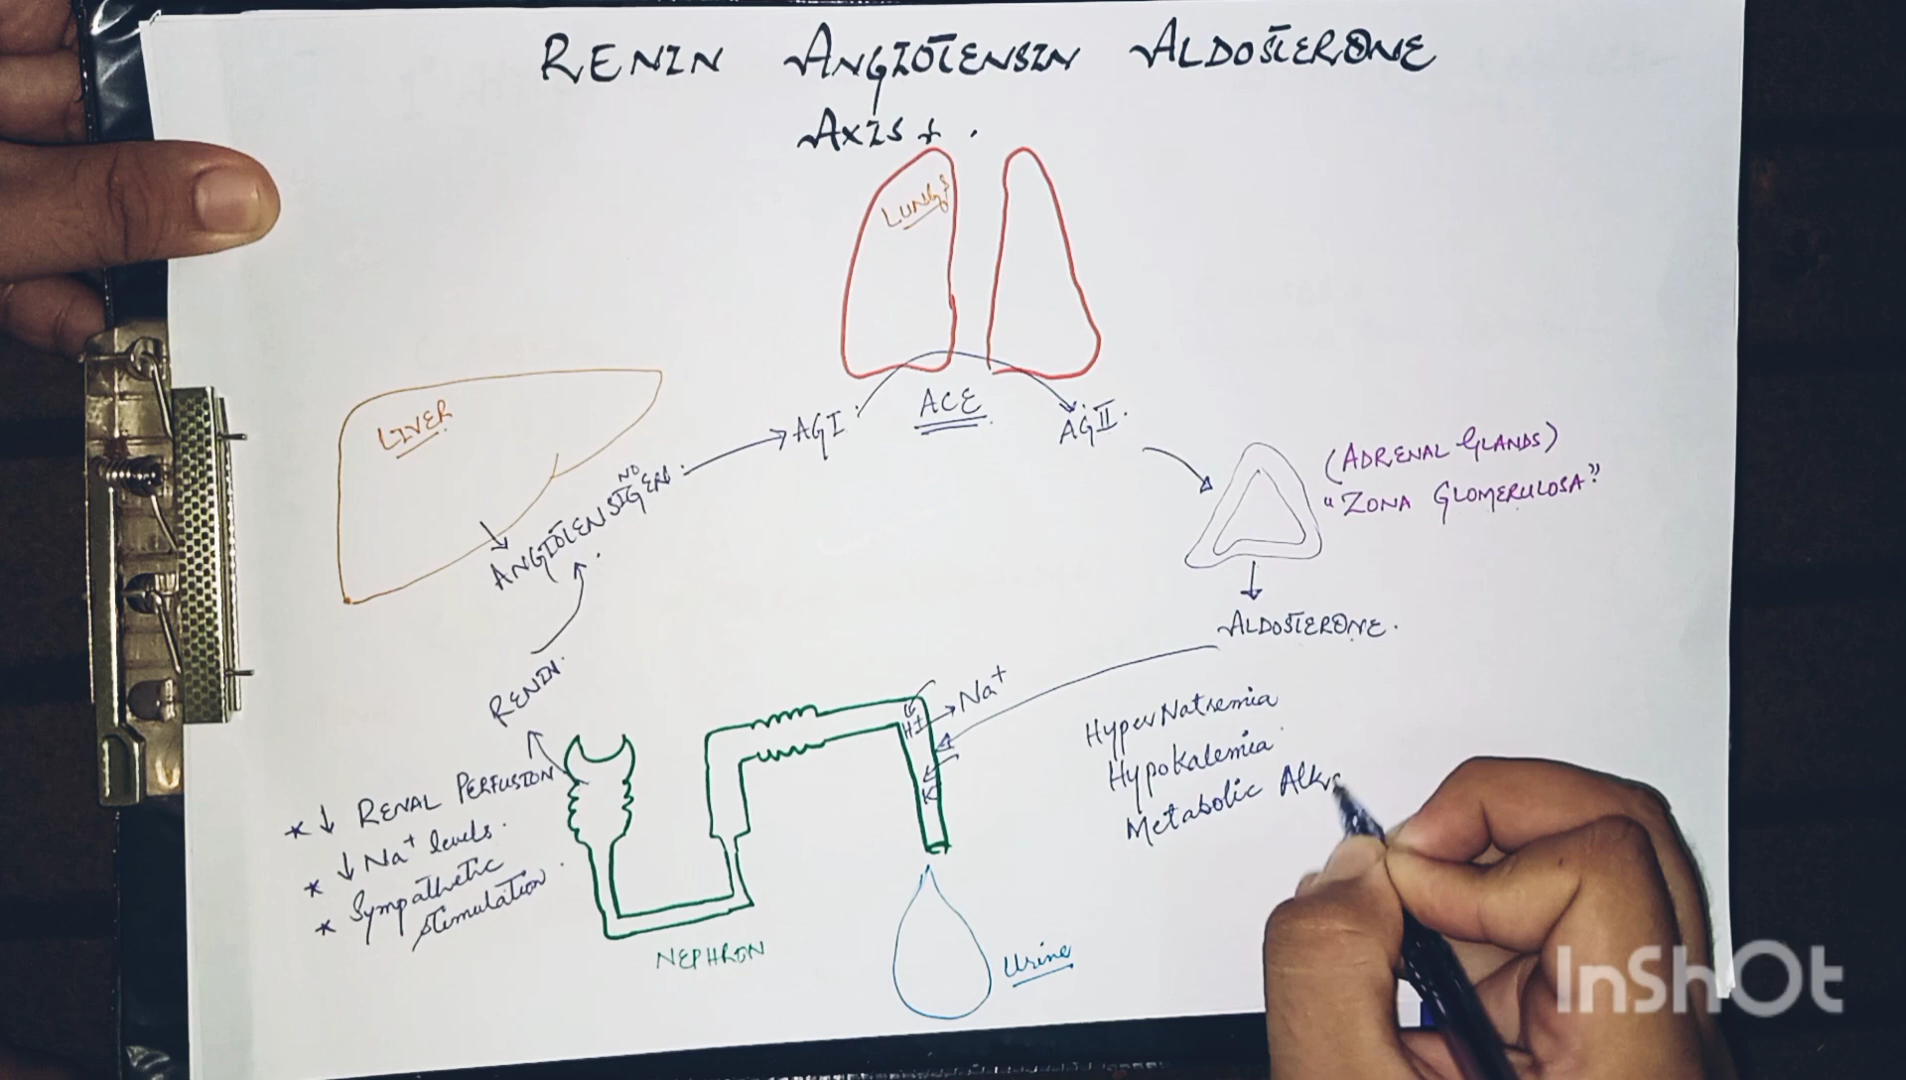 RENIN ANGIOTENSIN ALDOSTERONE
AXIS
LUNGS
LIVER
ANGIOTENSIGEN
NO
AGI
ACE
AGII
(ADRENAL GLANDS)
"ZONA GLOMERULOSA"
ALDOSTERONE.
RENIN.
* ↓ RENAL PERFUSION
* ↓ Na+ levels.
* Sympathetic
stimulation.
Na+
H+
K
HyperNatremia
Hypokalemia
Metabolic Alk
NEPHRON
Urine
InShOt